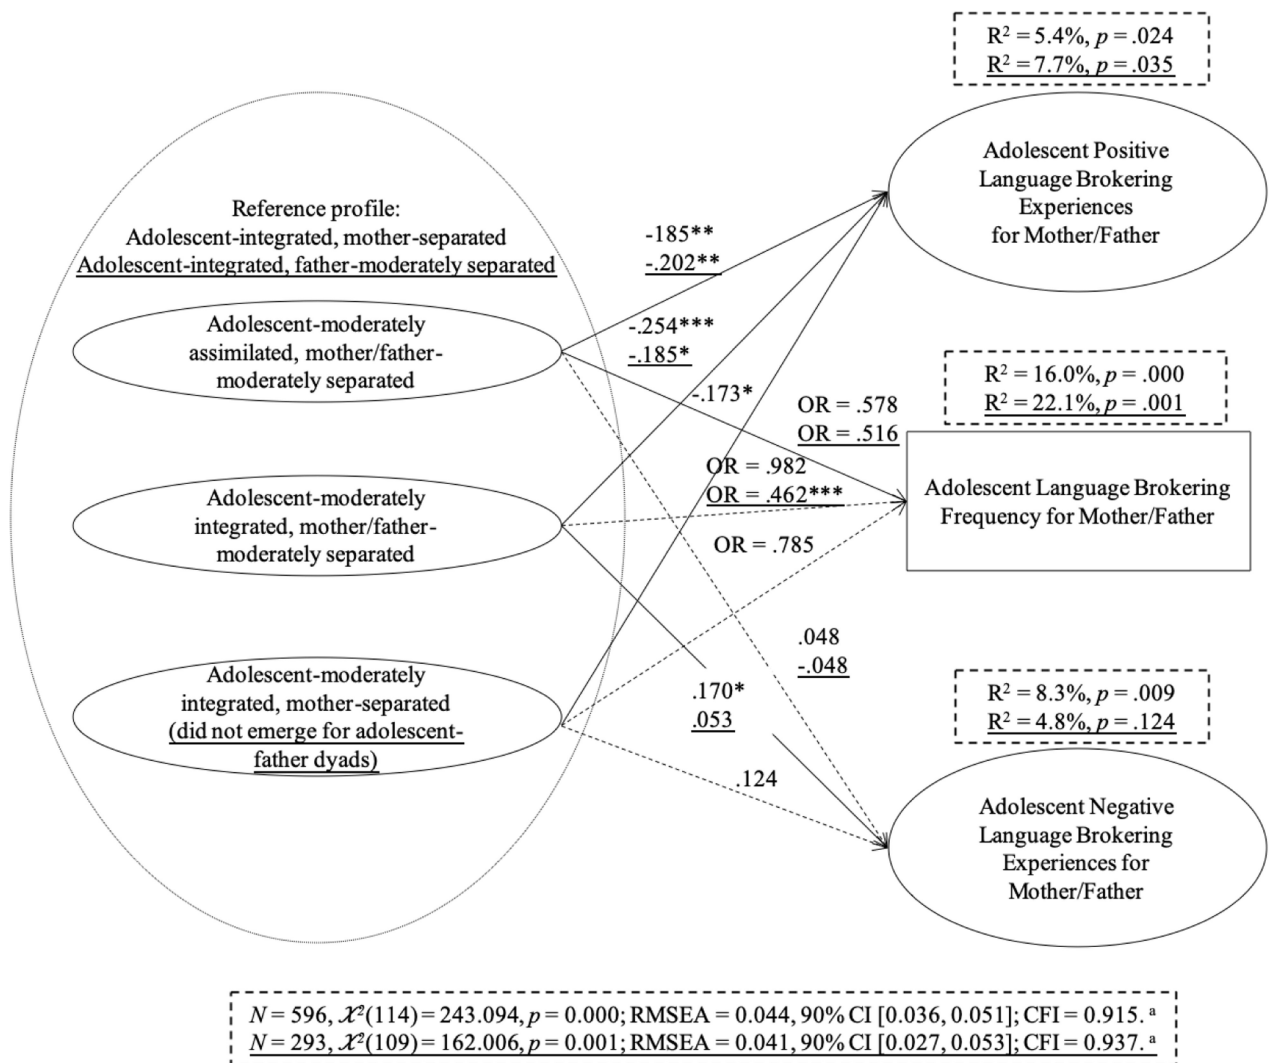 R² = 5.4%, p = .024
R² = 7.7%, p = .035
Adolescent Positive
Language Brokering
Experiences
for Mother/Father
Reference profile:
Adolescent-integrated, mother-separated
Adolescent-integrated, father-moderately separated
-185**
-.202**
Adolescent-moderately
assimilated, mother/father-
moderately separated
-.254***
-.185*
-.173*
OR = .578
OR = .516
R² = 16.0%, p = .000
R² = 22.1%, p = .001
OR = .982
OR = .462***
Adolescent Language Brokering
Frequency for Mother/Father
Adolescent-moderately
integrated, mother/father-
moderately separated
OR = .785
.048
-.048
Adolescent-moderately
integrated, mother-separated
(did not emerge for adolescent-
father dyads)
.170*
.053
R² = 8.3%, p = .009
R² = 4.8%, p = .124
.124
Adolescent Negative
Language Brokering
Experiences for
Mother/Father
N = 596, χ²(114) = 243.094, p = 0.000; RMSEA = 0.044, 90% CI [0.036, 0.051]; CFI = 0.915. ᵃ
N = 293, χ²(109) = 162.006, p = 0.001; RMSEA = 0.041, 90% CI [0.027, 0.053]; CFI = 0.937. ᵃ